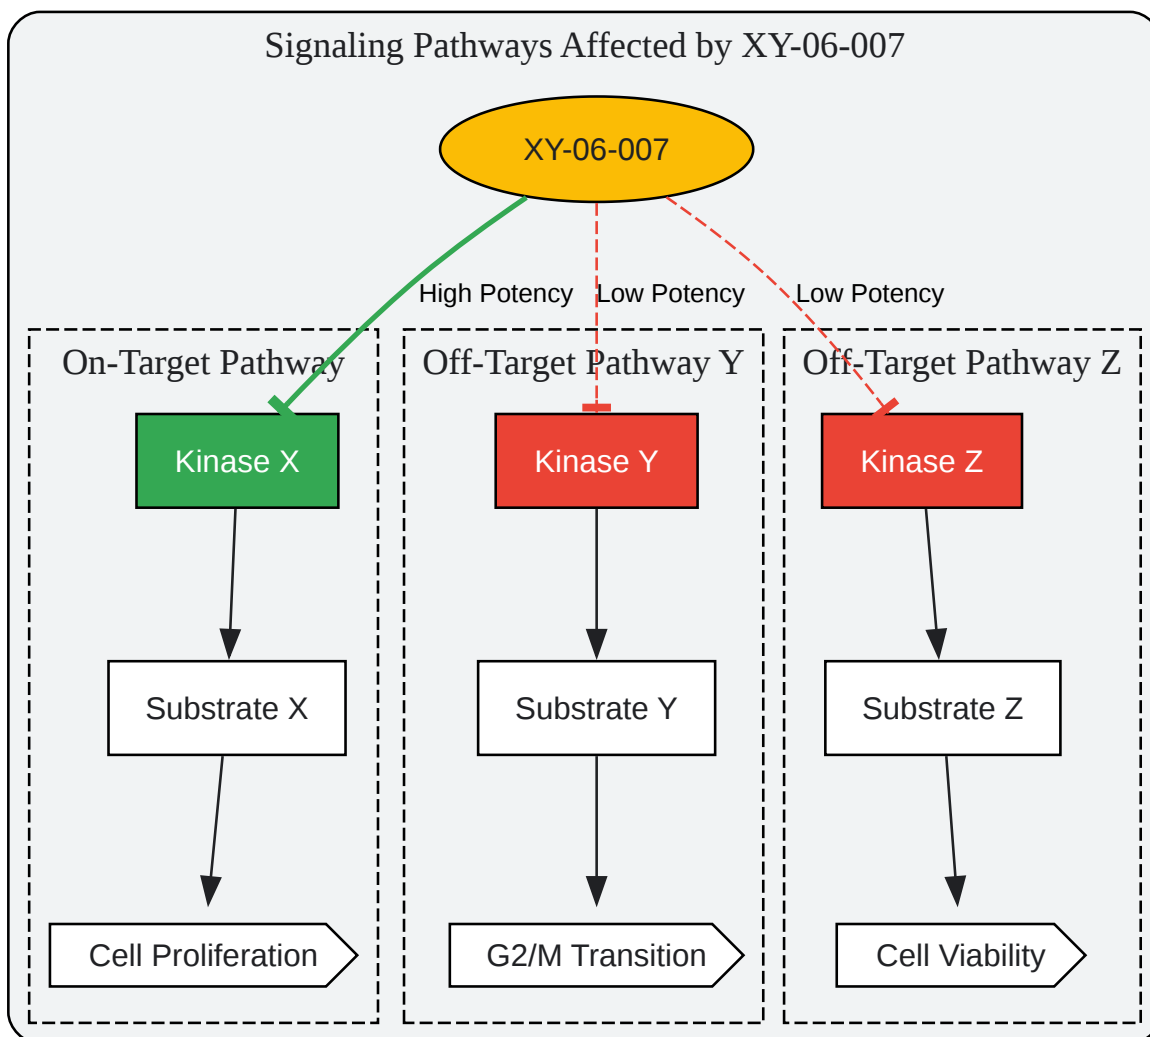 Signaling Pathways Affected by XY-06-007
XY-06-007
High Potency
Low Potency
Low Potency
On-Target Pathway
Off-Target Pathway Y
Off-Target Pathway Z
Kinase X
Kinase Y
Kinase Z
Substrate X
Substrate Y
Substrate Z
Cell Proliferation
G2/M Transition
Cell Viability